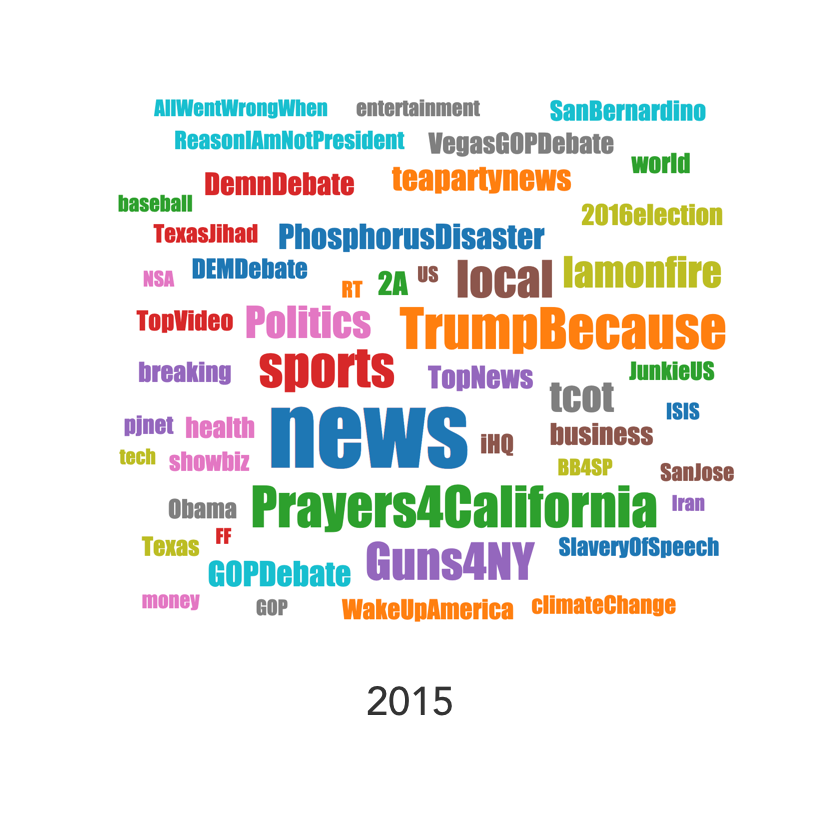 AllWentWrongWhen entertainment SanBernardino
ReasonIAmNotPresident VegasGOPDebate
world
DemnDebate teapartynews
baseball 2016election
TexasJihad PhosphorusDisaster
NSA DEMDebate RT 2A US local Iamonfire
TopVideo Politics TrumpBecause
breaking sports TopNews JunkieUS
tcot ISIS
pjnet health news iHQ business
tech showbiz BB4SP SanJose
Obama Prayers4California Iran
Texas FF GOPDebate Guns4NY SlaveryOfSpeech
money GOP WakeUpAmerica climateChange
2015